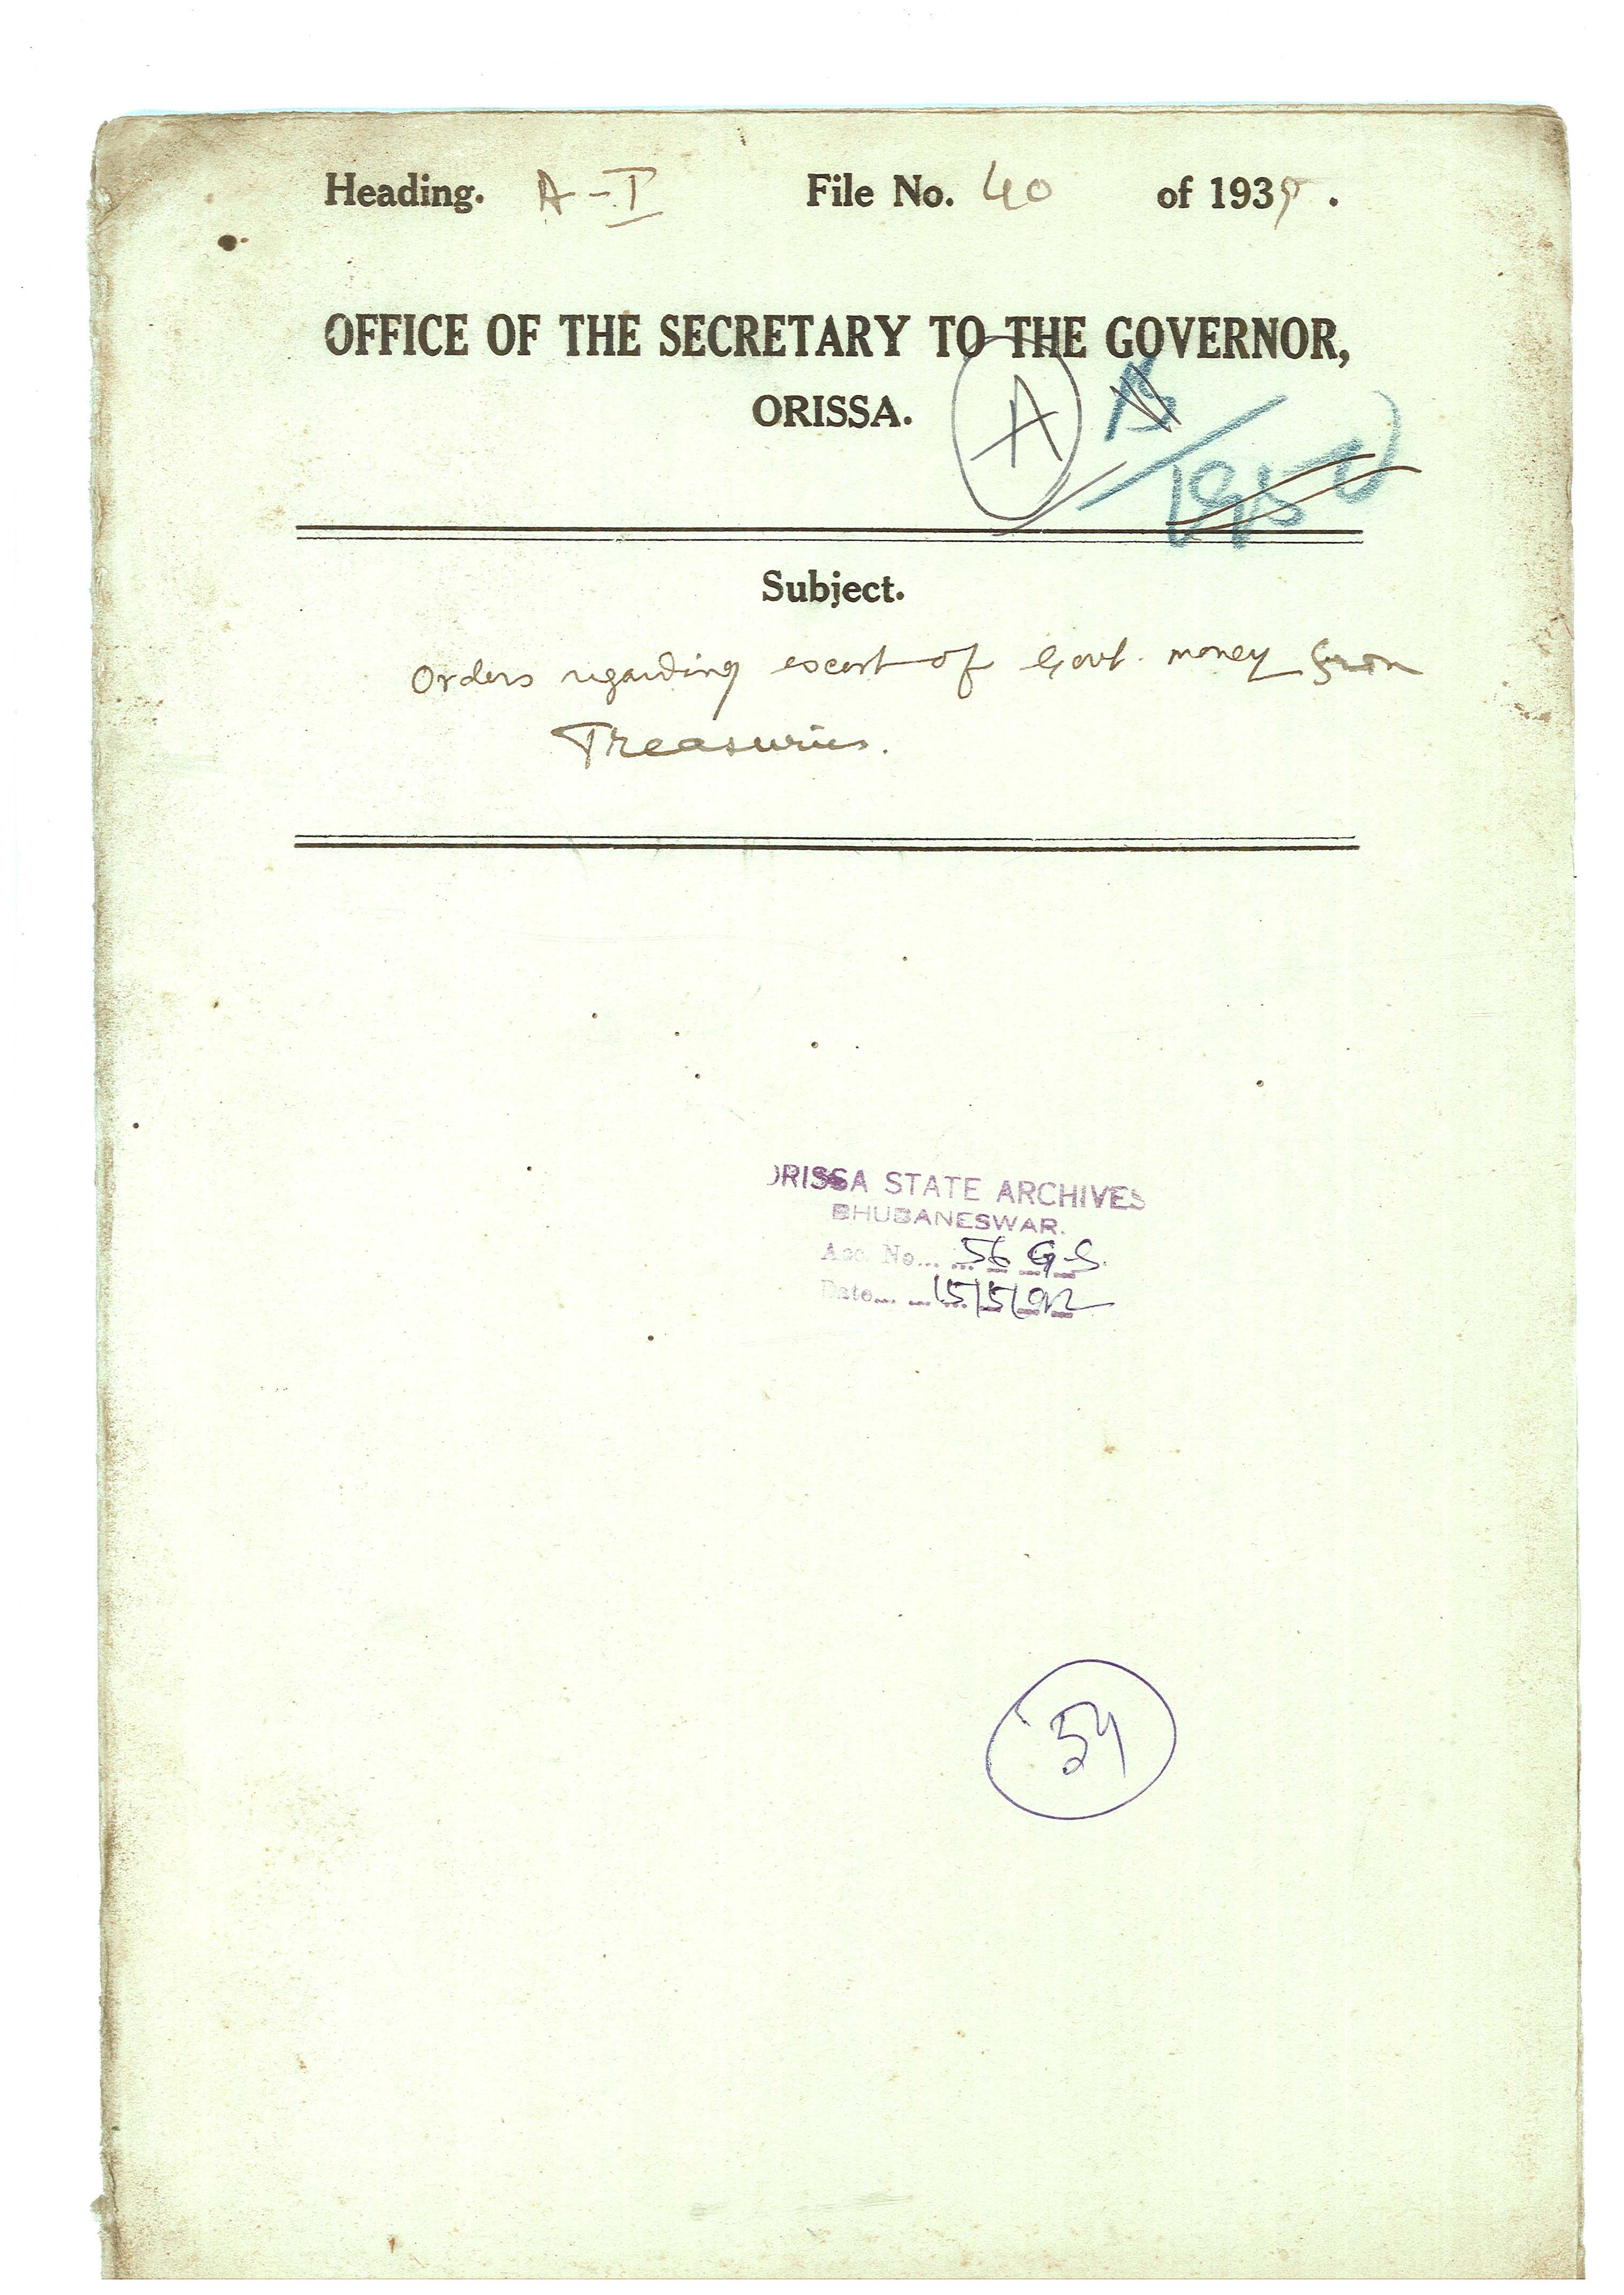 Heading. A-I File No. 40 of 193
OFFICE OF THE SECRETARY TO THE GOVERNOR,
ORISSA.
A
Subject.
Orders regarding escort of Govt. money from
Treasuries.
ORISSA STATE ARCHIVES
BHUBANESWAR.
Acc. No... 56 G.S.
Date... 15/5/92
54